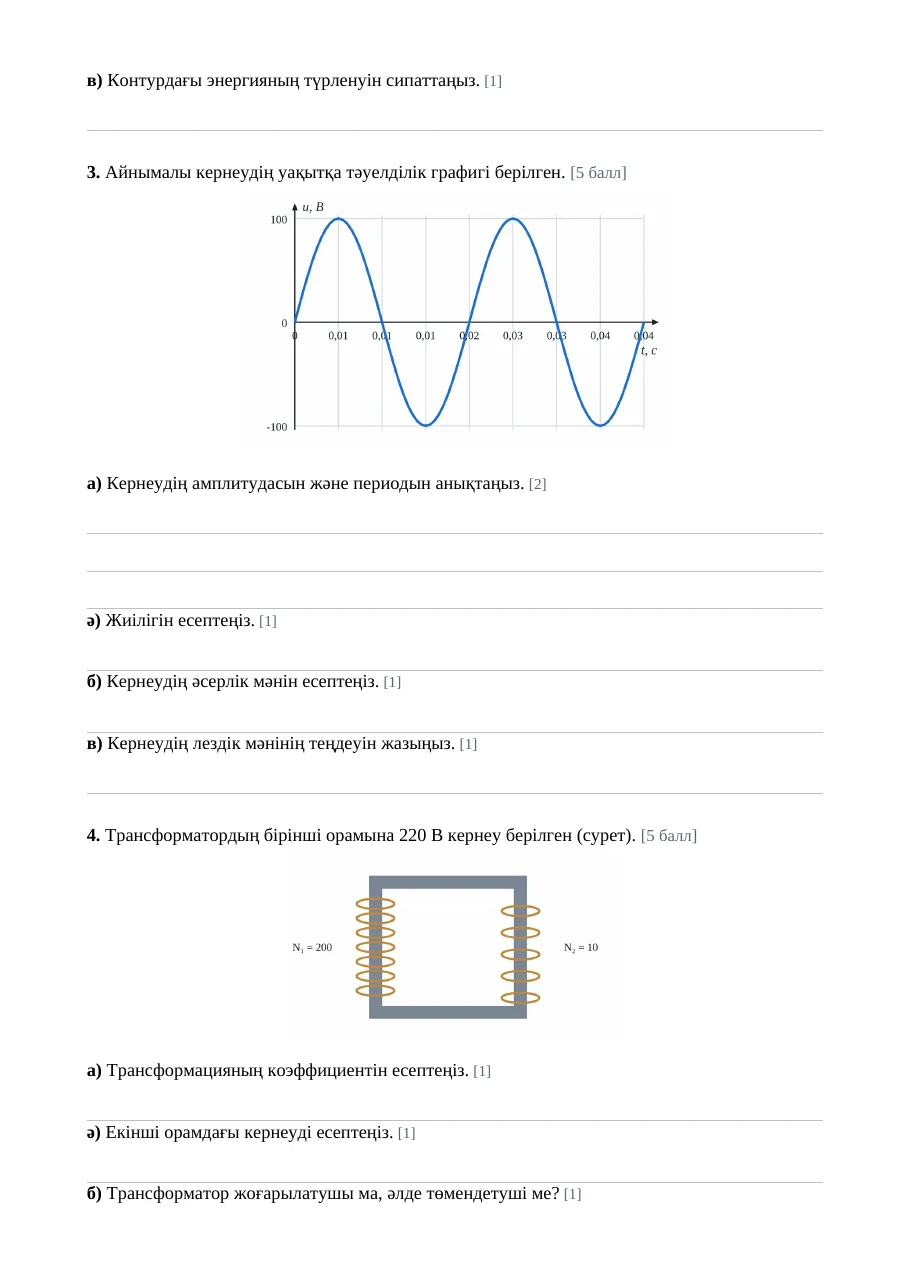 в) Контурдағы энергияның түрленуін сипаттаңыз. [1]
3. Айнымалы кернеудің уақытқа тәуелділік графигі берілген. [5 балл]
u, В
100
0
0 0,01 0,01 0,01 0,02 0,03 0,03 0,04 0,04
t, с
-100
а) Кернеудің амплитудасын және периодын анықтаңыз. [2]
ә) Жиілігін есептеңіз. [1]
б) Кернеудің әсерлік мәнін есептеңіз. [1]
в) Кернеудің лездік мәнінің теңдеуін жазыңыз. [1]
4. Трансформатордың бірінші орамына 220 В кернеу берілген (сурет). [5 балл]
N₁ = 200 N₂ = 10
а) Трансформацияның коэффициентін есептеңіз. [1]
ә) Екінші орамдағы кернеуді есептеңіз. [1]
б) Трансформатор жоғарылатушы ма, әлде төмендетуші ме? [1]